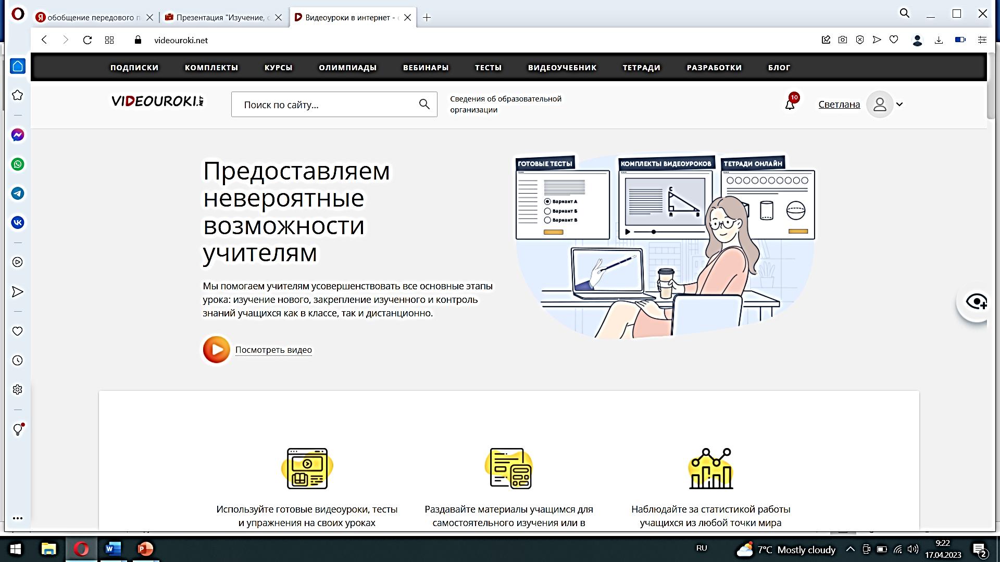 обобщение передового п
Презентация "Изучение, с
Видеоуроки в интернет -
videouroki.net
ПОДПИСКИ КОМПЛЕКТЫ КУРСЫ ОЛИМПИАДЫ ВЕБИНАРЫ ТЕСТЫ ВИДЕОУЧЕБНИК ТЕТРАДИ РАЗРАБОТКИ БЛОГ
VIDEOUROKI.NET
Поиск по сайту...
Сведения об образовательной
организации
10
Светлана
Предоставляем
невероятные
возможности
учителям
ГОТОВЫЕ ТЕСТЫ
Вариант А
Вариант Б
Вариант В
КОМПЛЕКТЫ ВИДЕОУРОКОВ
C
A B
ТЕТРАДИ ОНЛАЙН
Мы помогаем учителям усовершенствовать все основные этапы
урока: изучение нового, закрепление изученного и контроль
знаний учащихся как в классе, так и дистанционно.
Посмотреть видео
Используйте готовые видеоуроки, тесты
и упражнения на своих уроках
Раздавайте материалы учащимся для
самостоятельного изучения или в
Наблюдайте за статистикой работы
учащихся из любой точки мира
RU
7°C Mostly cloudy
9:22
17.04.2023
2